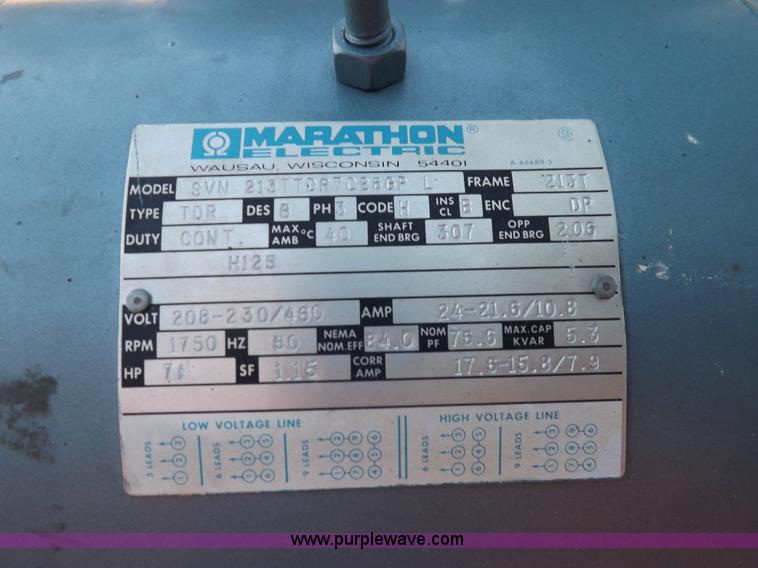 MARATHON®
ELECTRIC
WAUSAU, WISCONSIN 54401 A-66680-S
MODEL SVN 213TTDR7026GP L FRAME 213T
TYPE TDR DES B PH 3 CODE H INS CL B ENC DP
DUTY CONT. MAX °C AMB 40 SHAFT END BRG 307 OPP END BRG 206
H125
VOLT 208-230/460 AMP 24-21.6/10.8
RPM 1750 HZ 60 NEMA NOM.EFF 84.0 NOM PF 76.6 MAX. CAP KVAR 5.3
HP SF 1.15 CORR AMP 17.6-15.8/7.9
LOW VOLTAGE LINE HIGH VOLTAGE LINE
3 LEADS 6 LEADS 9 LEADS 6 LEADS 9 LEADS
www.purplewave.com